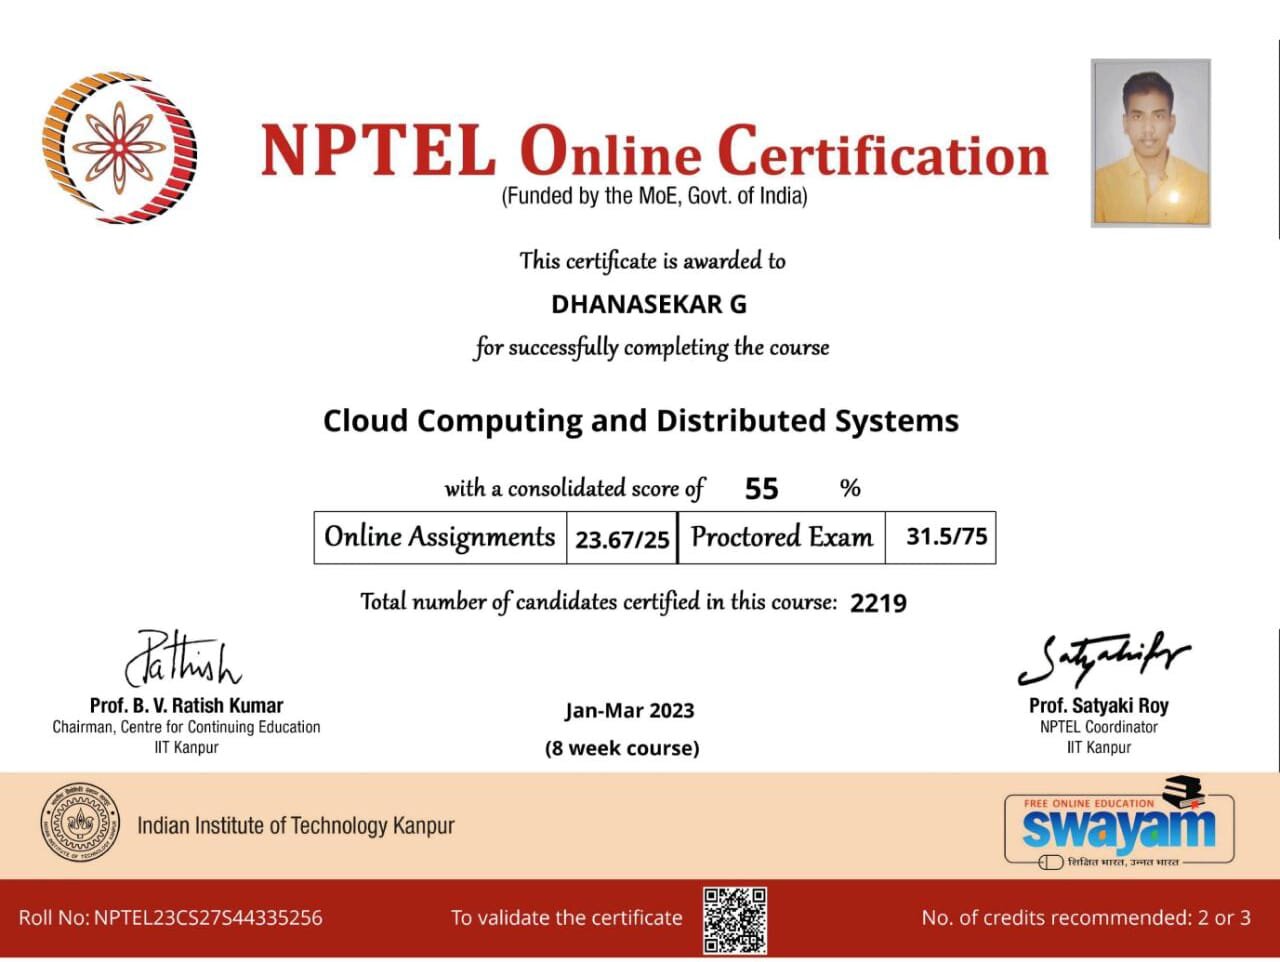 NPTEL Online Certification
(Funded by the MoE, Govt. of India)
This certificate is awarded to
DHANASEKAR G
for successfully completing the course
Cloud Computing and Distributed Systems
with a consolidated score of 55 %
Online Assignments 23.67/25 Proctored Exam 31.5/75
Total number of candidates certified in this course: 2219
Prof. B. V. Ratish Kumar
Chairman, Centre for Continuing Education
IIT Kanpur
Jan-Mar 2023
(8 week course)
Prof. Satyaki Roy
NPTEL Coordinator
IIT Kanpur
Indian Institute of Technology Kanpur
FREE ONLINE EDUCATION
swayam
शिक्षित भारत, उन्नत भारत
Roll No: NPTEL23CS27S44335256
To validate the certificate
No. of credits recommended: 2 or 3